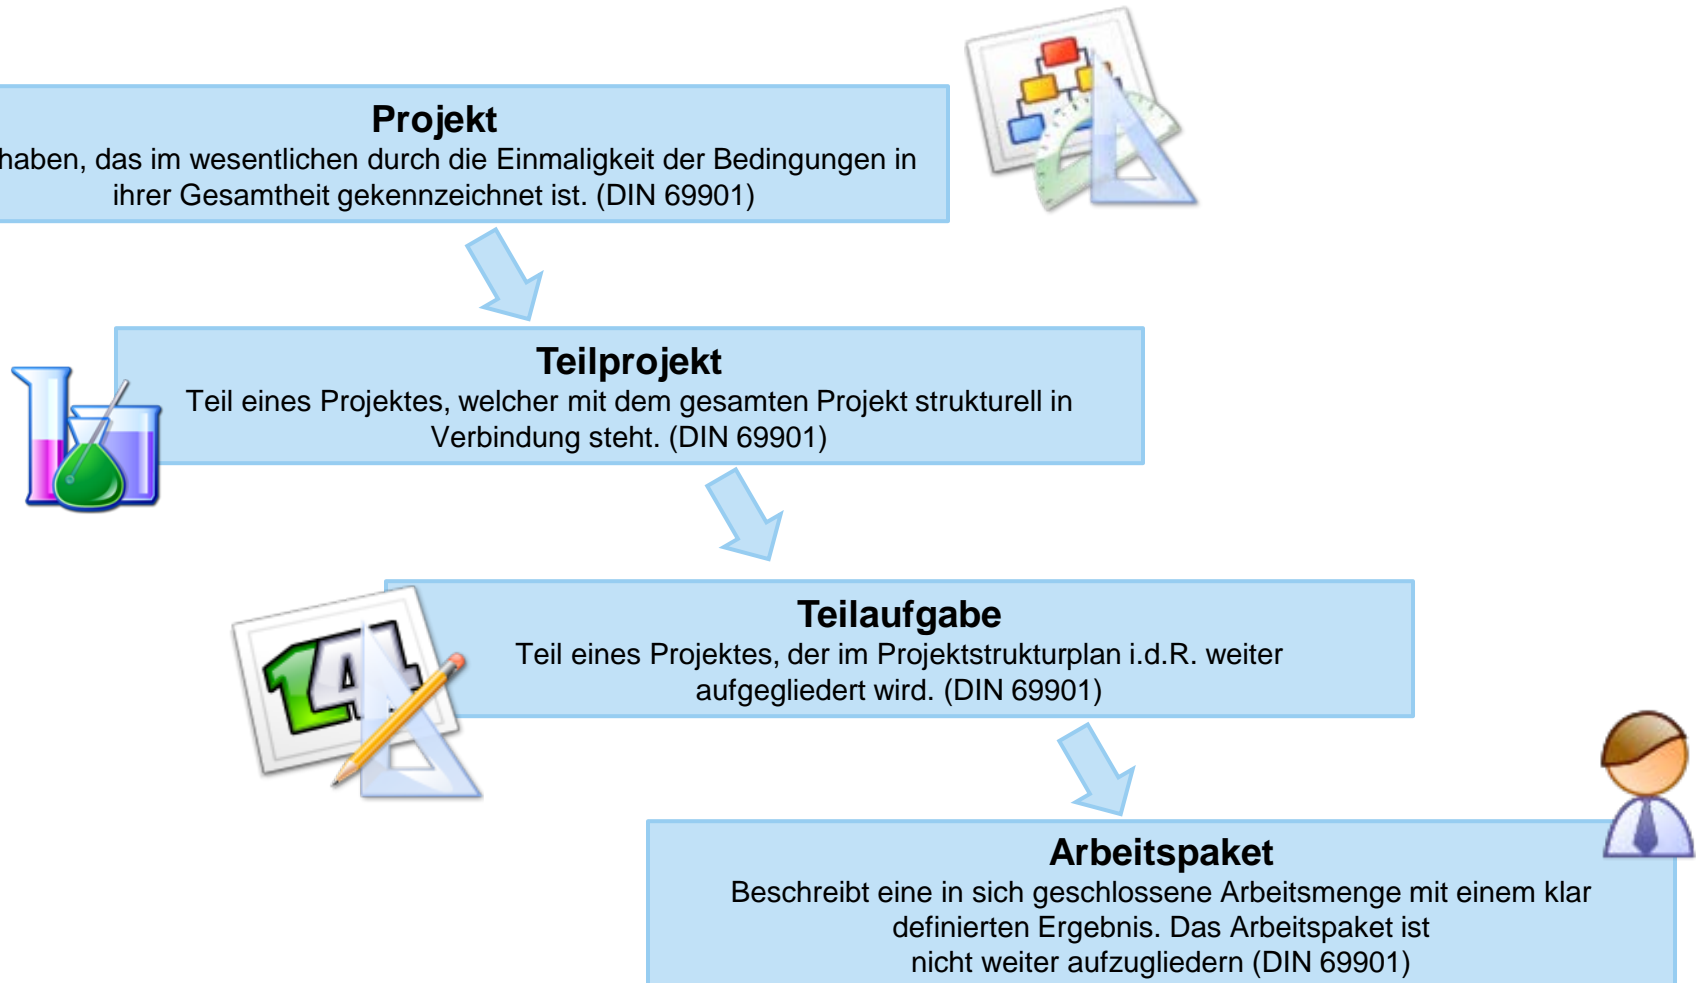 Projekt
haben, das im wesentlichen durch die Einmaligkeit der Bedingungen in
ihrer Gesamtheit gekennzeichnet ist. (DIN 69901)
Teilprojekt
Teil eines Projektes, welcher mit dem gesamten Projekt strukturell in
Verbindung steht. (DIN 69901)
Teilaufgabe
Teil eines Projektes, der im Projektstrukturplan i.d.R. weiter
aufgegliedert wird. (DIN 69901)
14
Arbeitspaket
Beschreibt eine in sich geschlossene Arbeitsmenge mit einem klar
definierten Ergebnis. Das Arbeitspaket ist
nicht weiter aufzugliedern (DIN 69901)